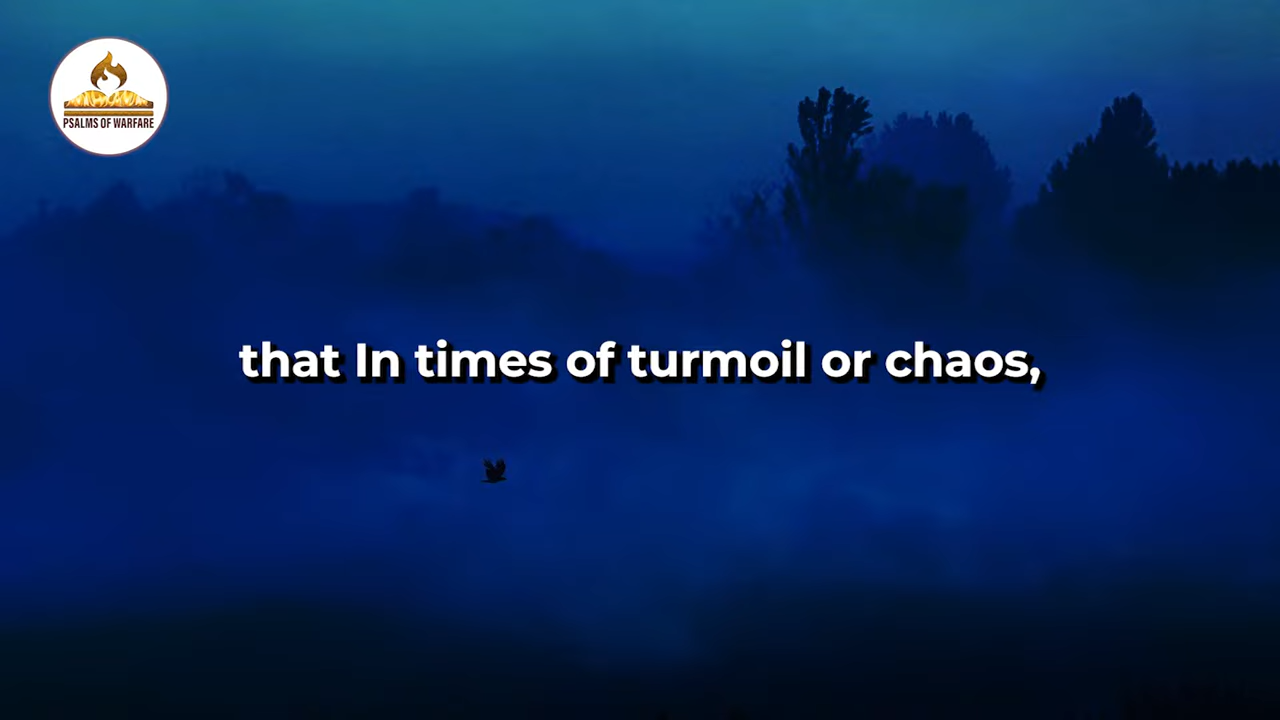 PSALMS OF WARFARE
that In times of turmoil or chaos,